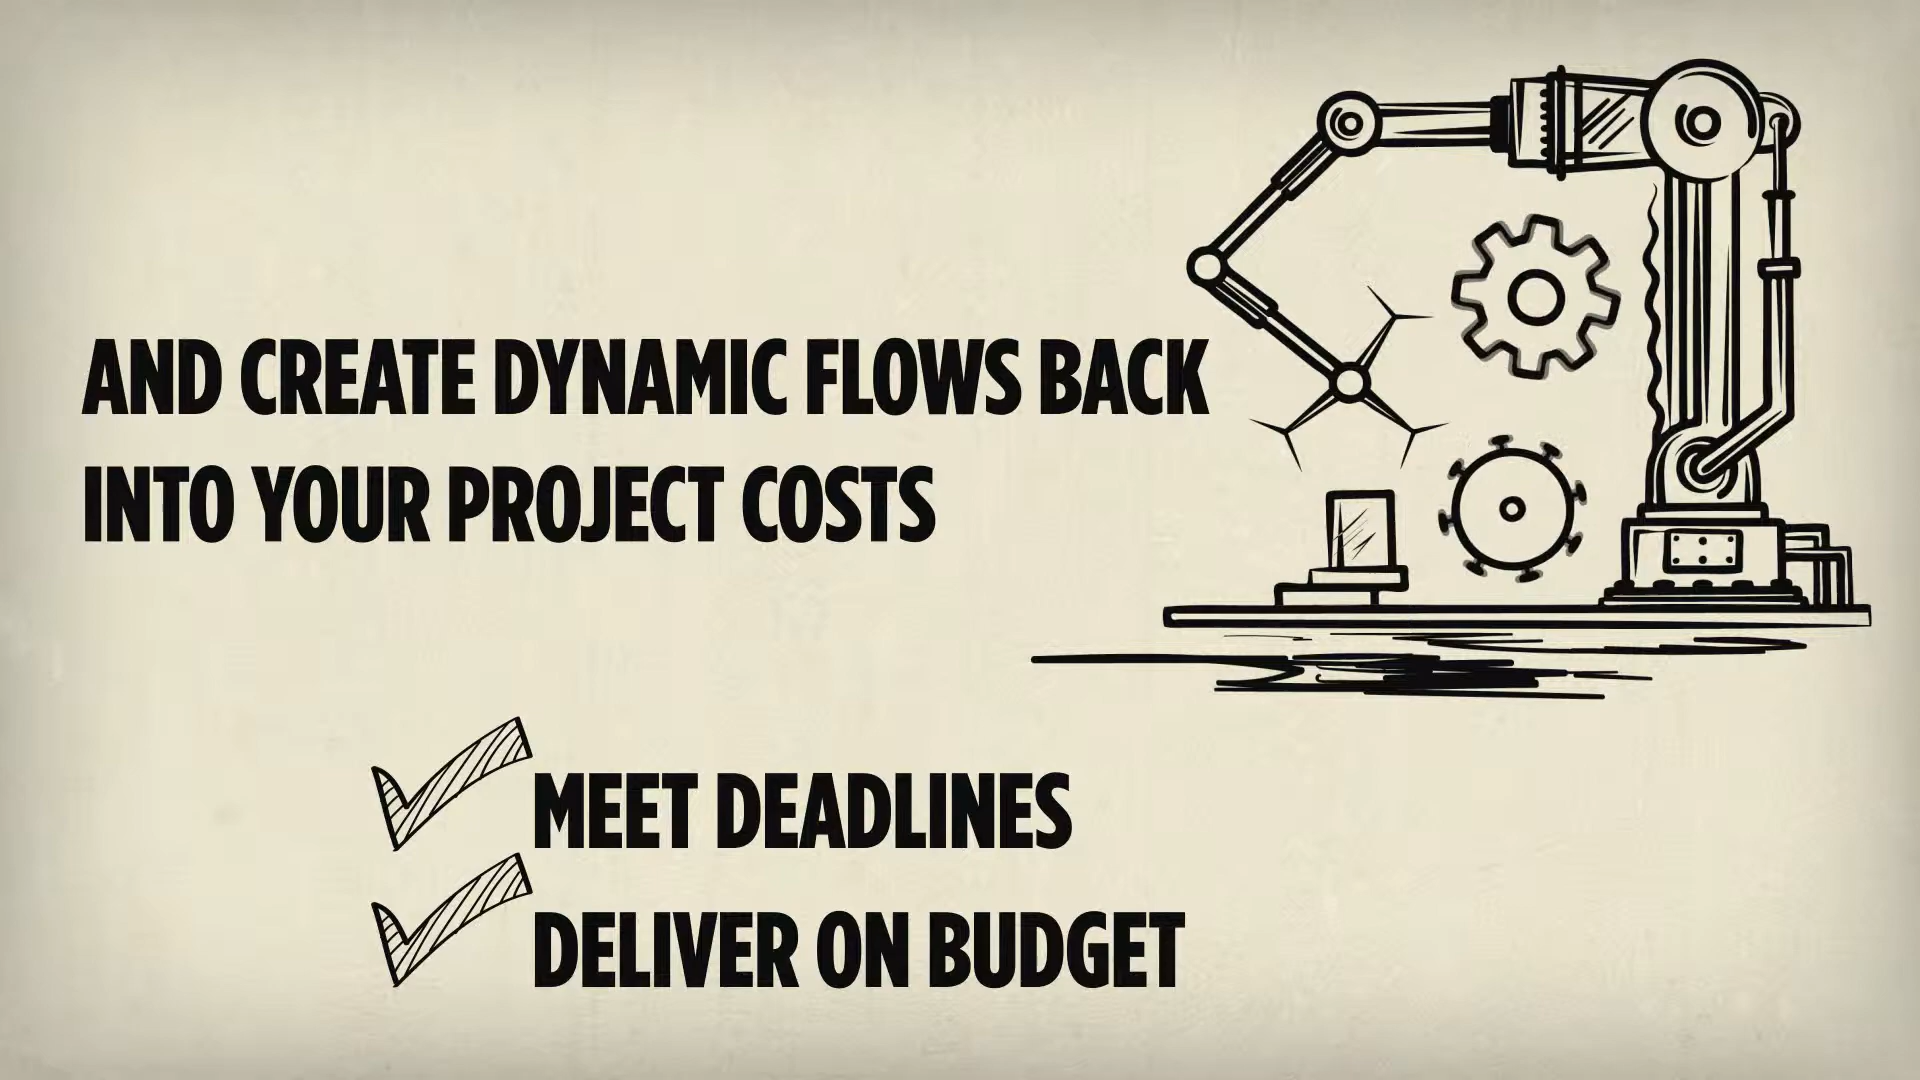 AND CREATE DYNAMIC FLOWS BACK
INTO YOUR PROJECT COSTS
MEET DEADLINES
DELIVER ON BUDGET